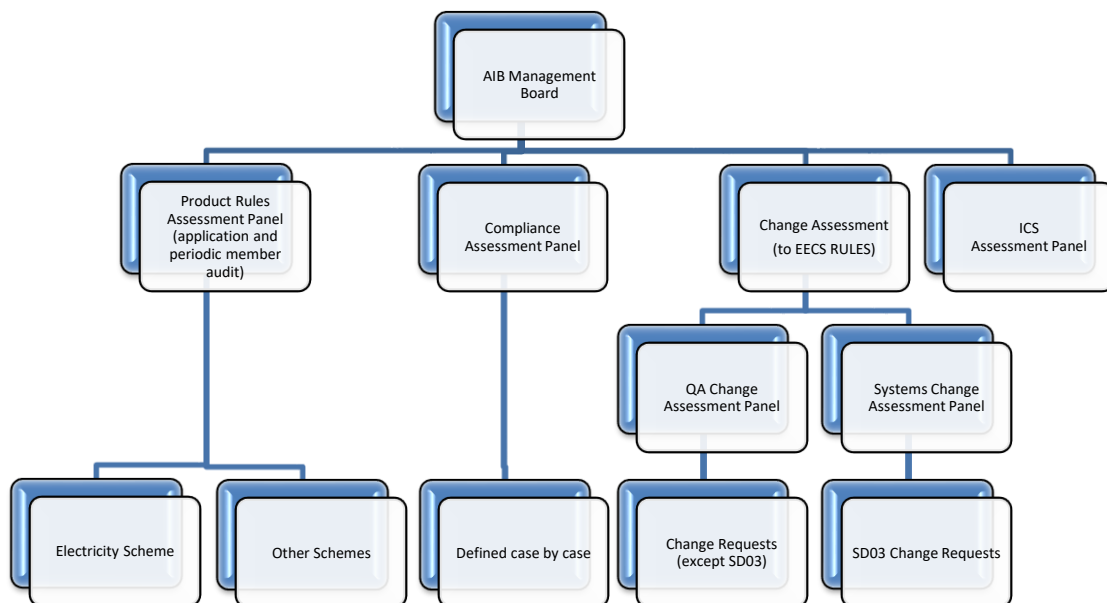 AIB Management
Board
Product Rules
Assessment Panel
(application and
periodic member
audit)
Compliance
Assessment Panel
Change Assessment
(to EECS RULES)
ICS
Assessment Panel
QA Change
Assessment Panel
Systems Change
Assessment Panel
Electricity Scheme
Other Schemes
Defined case by case
Change Requests
(except SD03)
SD03 Change Requests